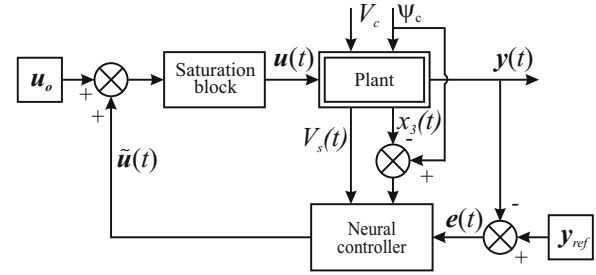 V_c ψ_c
u_o + + Saturation block u(t) Plant y(t)
ũ(t) V_s(t) x_3(t) - +
Neural controller e(t) - + y_ref